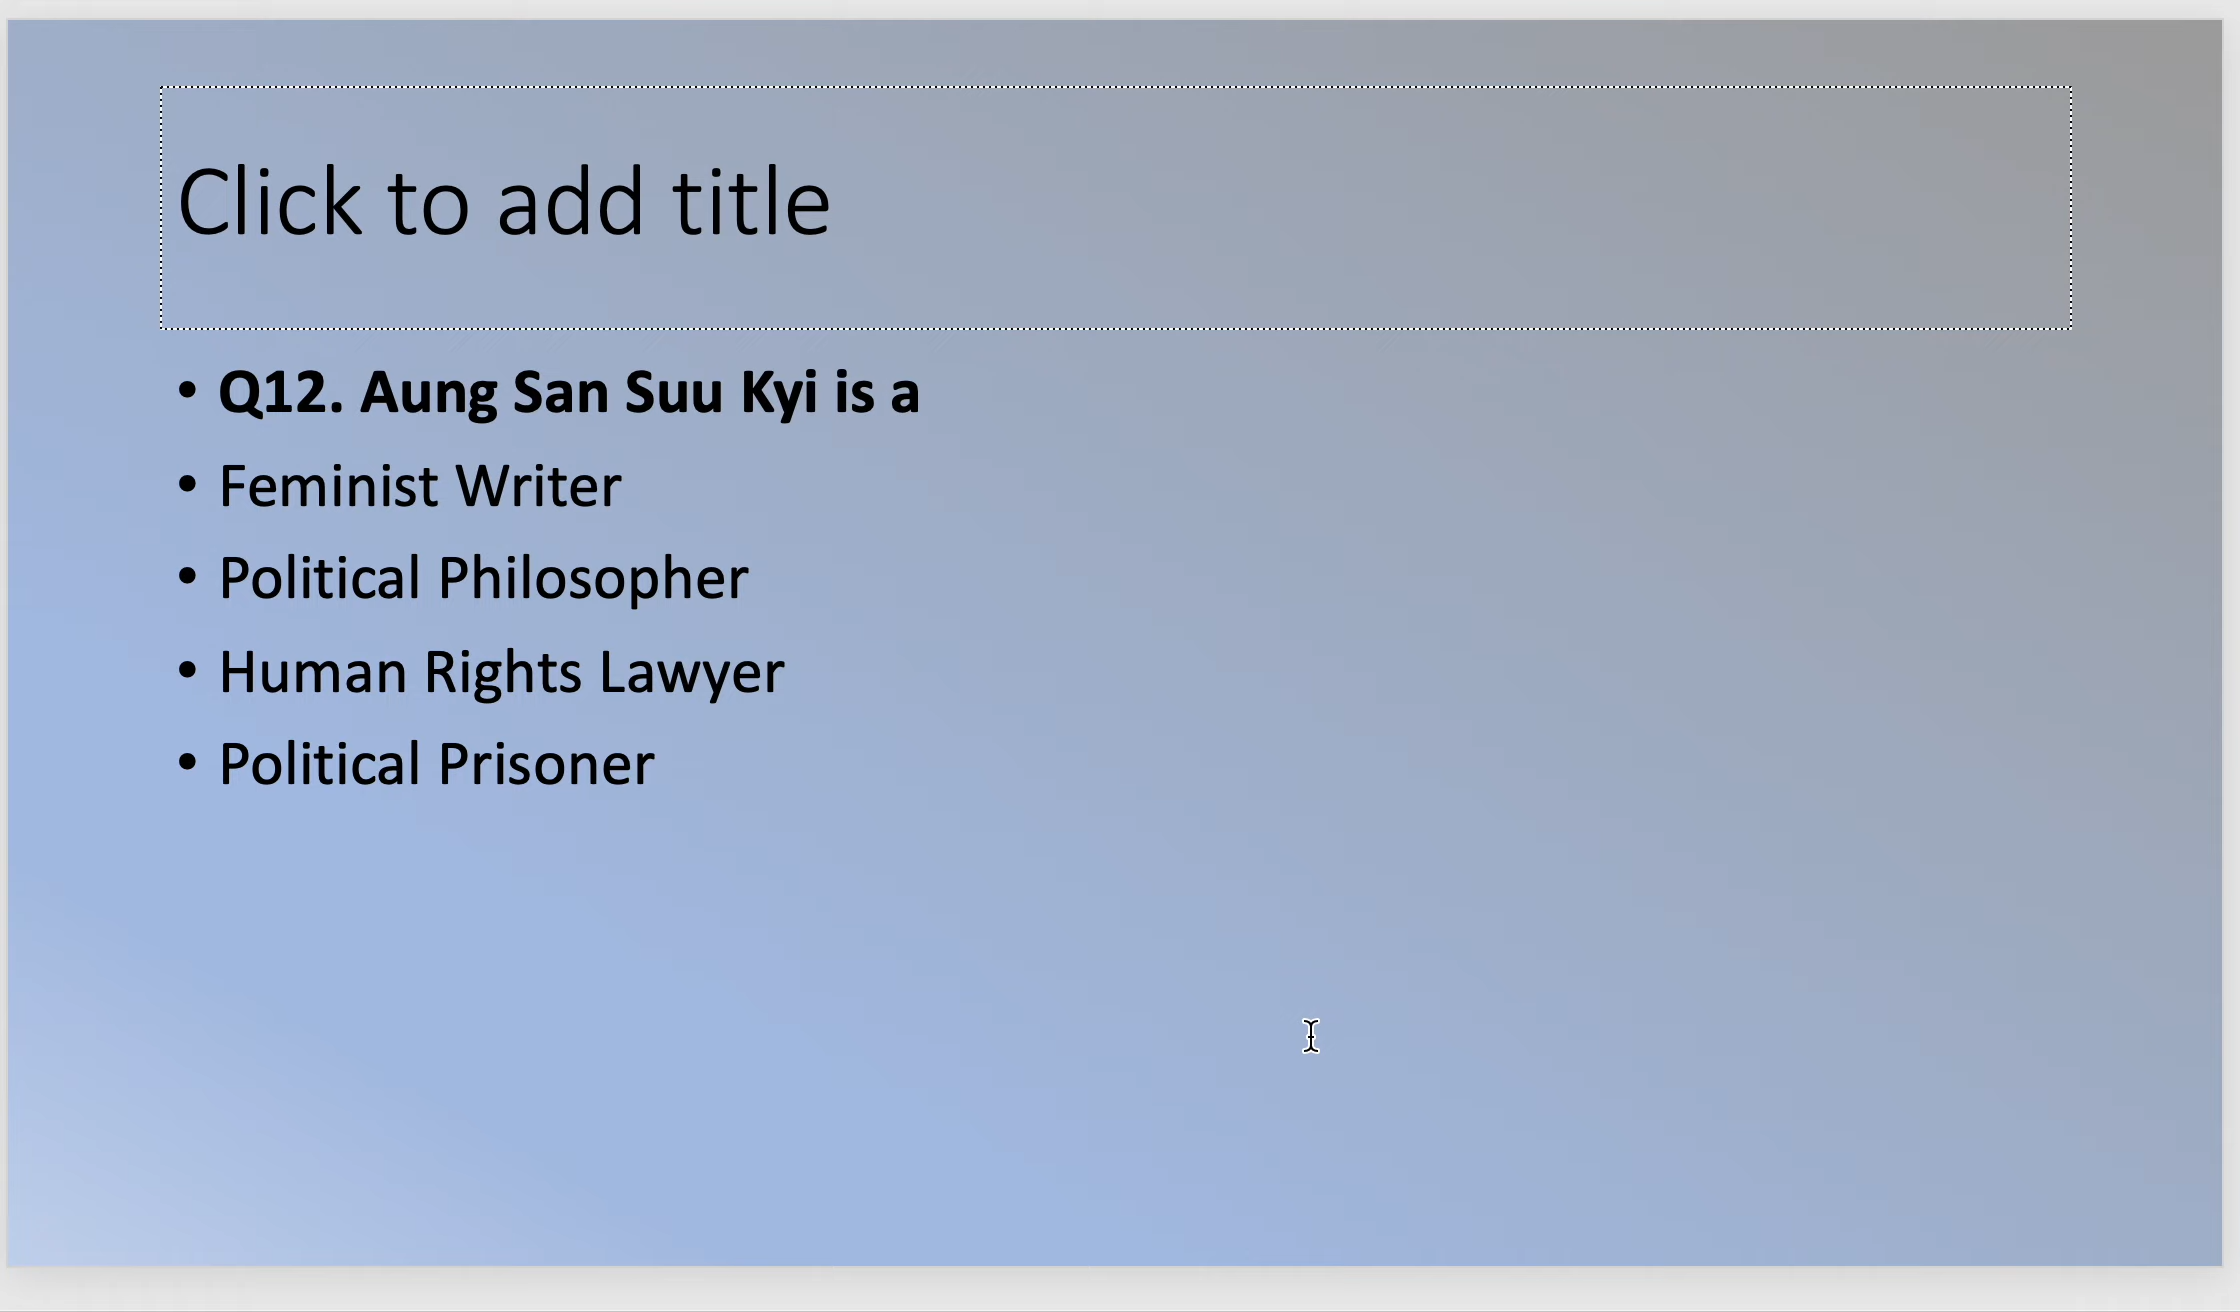 Click to add title
• Q12. Aung San Suu Kyi is a
• Feminist Writer
• Political Philosopher
• Human Rights Lawyer
• Political Prisoner